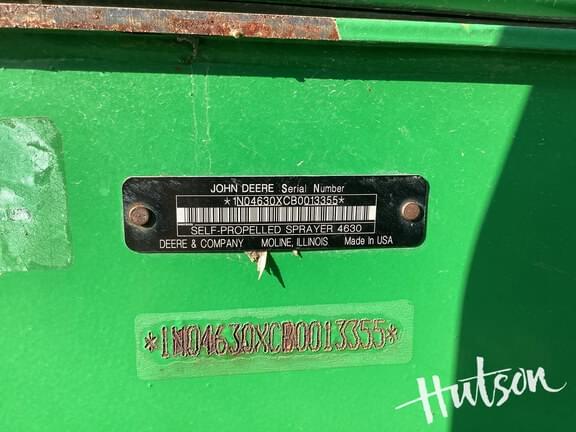 JOHN DEERE Serial Number
*1N04630XCB0013355*
SELF-PROPELLED SPRAYER 4630
DEERE & COMPANY MOLINE, ILLINOIS Made In USA
*1N04630XCB0013355*
Hutson